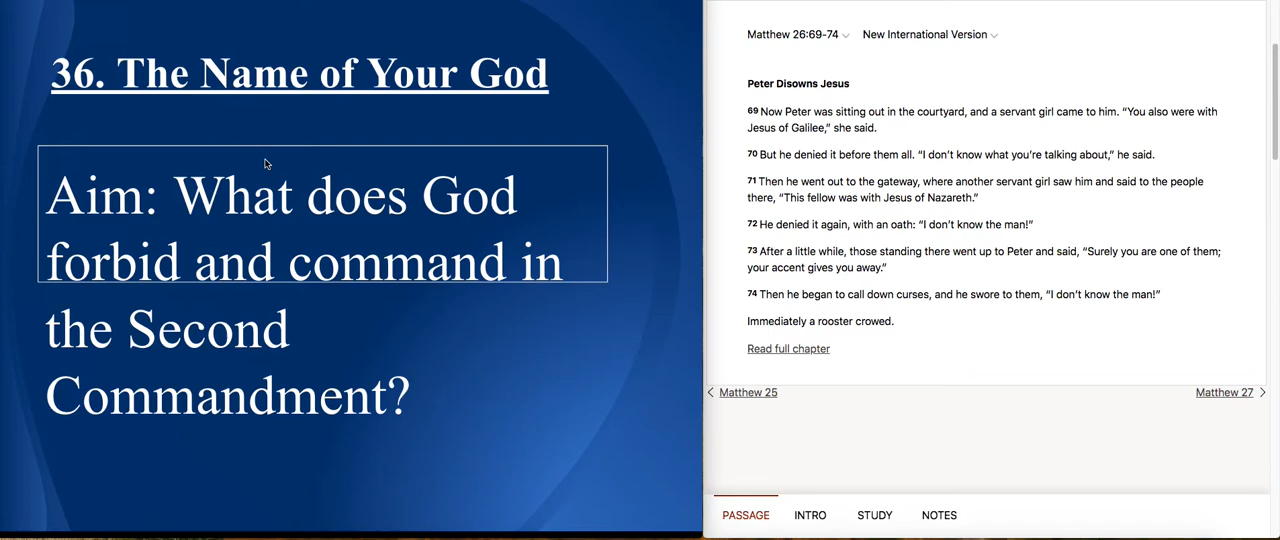 36. The Name of Your God
Aim: What does God
forbid and command in
the Second
Commandment?
Matthew 26:69-74 New International Version
Peter Disowns Jesus
69 Now Peter was sitting out in the courtyard, and a servant girl came to him. “You also were with
Jesus of Galilee,” she said.
70 But he denied it before them all. “I don’t know what you’re talking about,” he said.
71 Then he went out to the gateway, where another servant girl saw him and said to the people
there, “This fellow was with Jesus of Nazareth.”
72 He denied it again, with an oath: “I don’t know the man!”
73 After a little while, those standing there went up to Peter and said, “Surely you are one of them;
your accent gives you away.”
74 Then he began to call down curses, and he swore to them, “I don’t know the man!”
Immediately a rooster crowed.
Read full chapter
Matthew 25 Matthew 27
PASSAGE INTRO STUDY NOTES